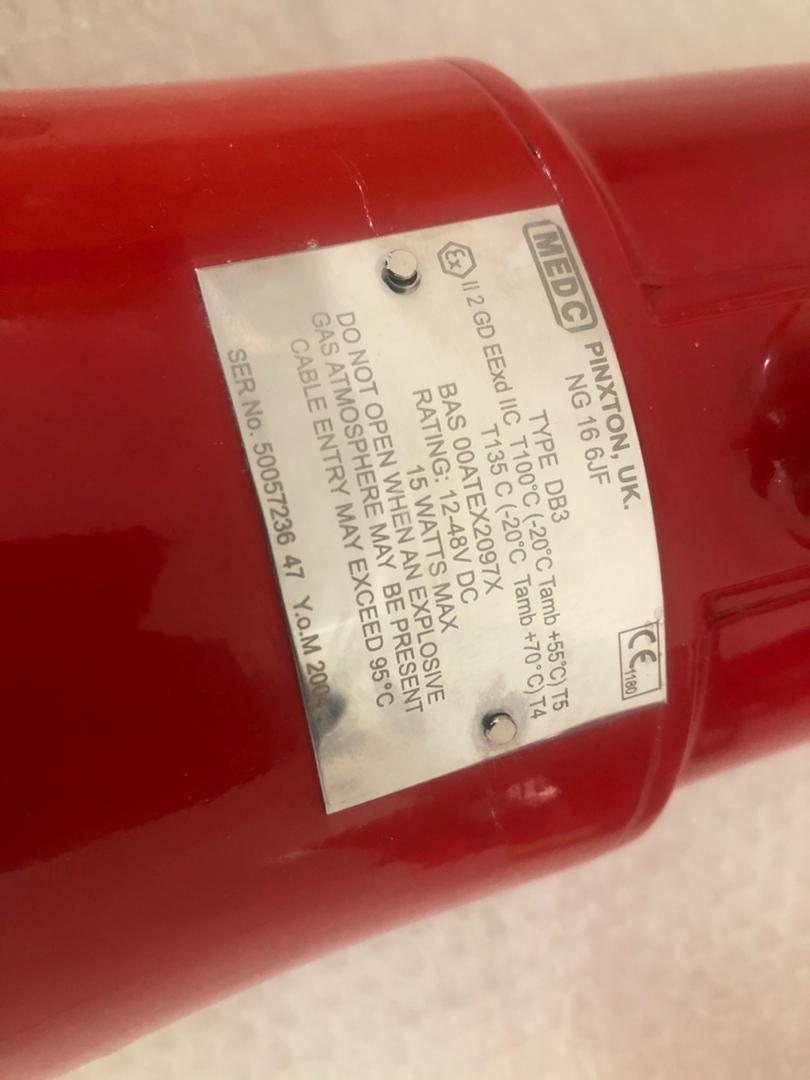 MEDC PINXTON, UK.
NG 16 6JF
CE 1180
TYPE DB3
Ex II 2 GD EExd IIC T100°C (-20°C Tamb +55°C) T5
T135 C (-20°C Tamb +70°C) T4
BAS 00ATEX2097X
RATING: 12-48V DC
15 WATTS MAX
DO NOT OPEN WHEN AN EXPLOSIVE
GAS ATMOSPHERE MAY BE PRESENT
CABLE ENTRY MAY EXCEED 95°C
SER No. 50057236 47 Y.o.M